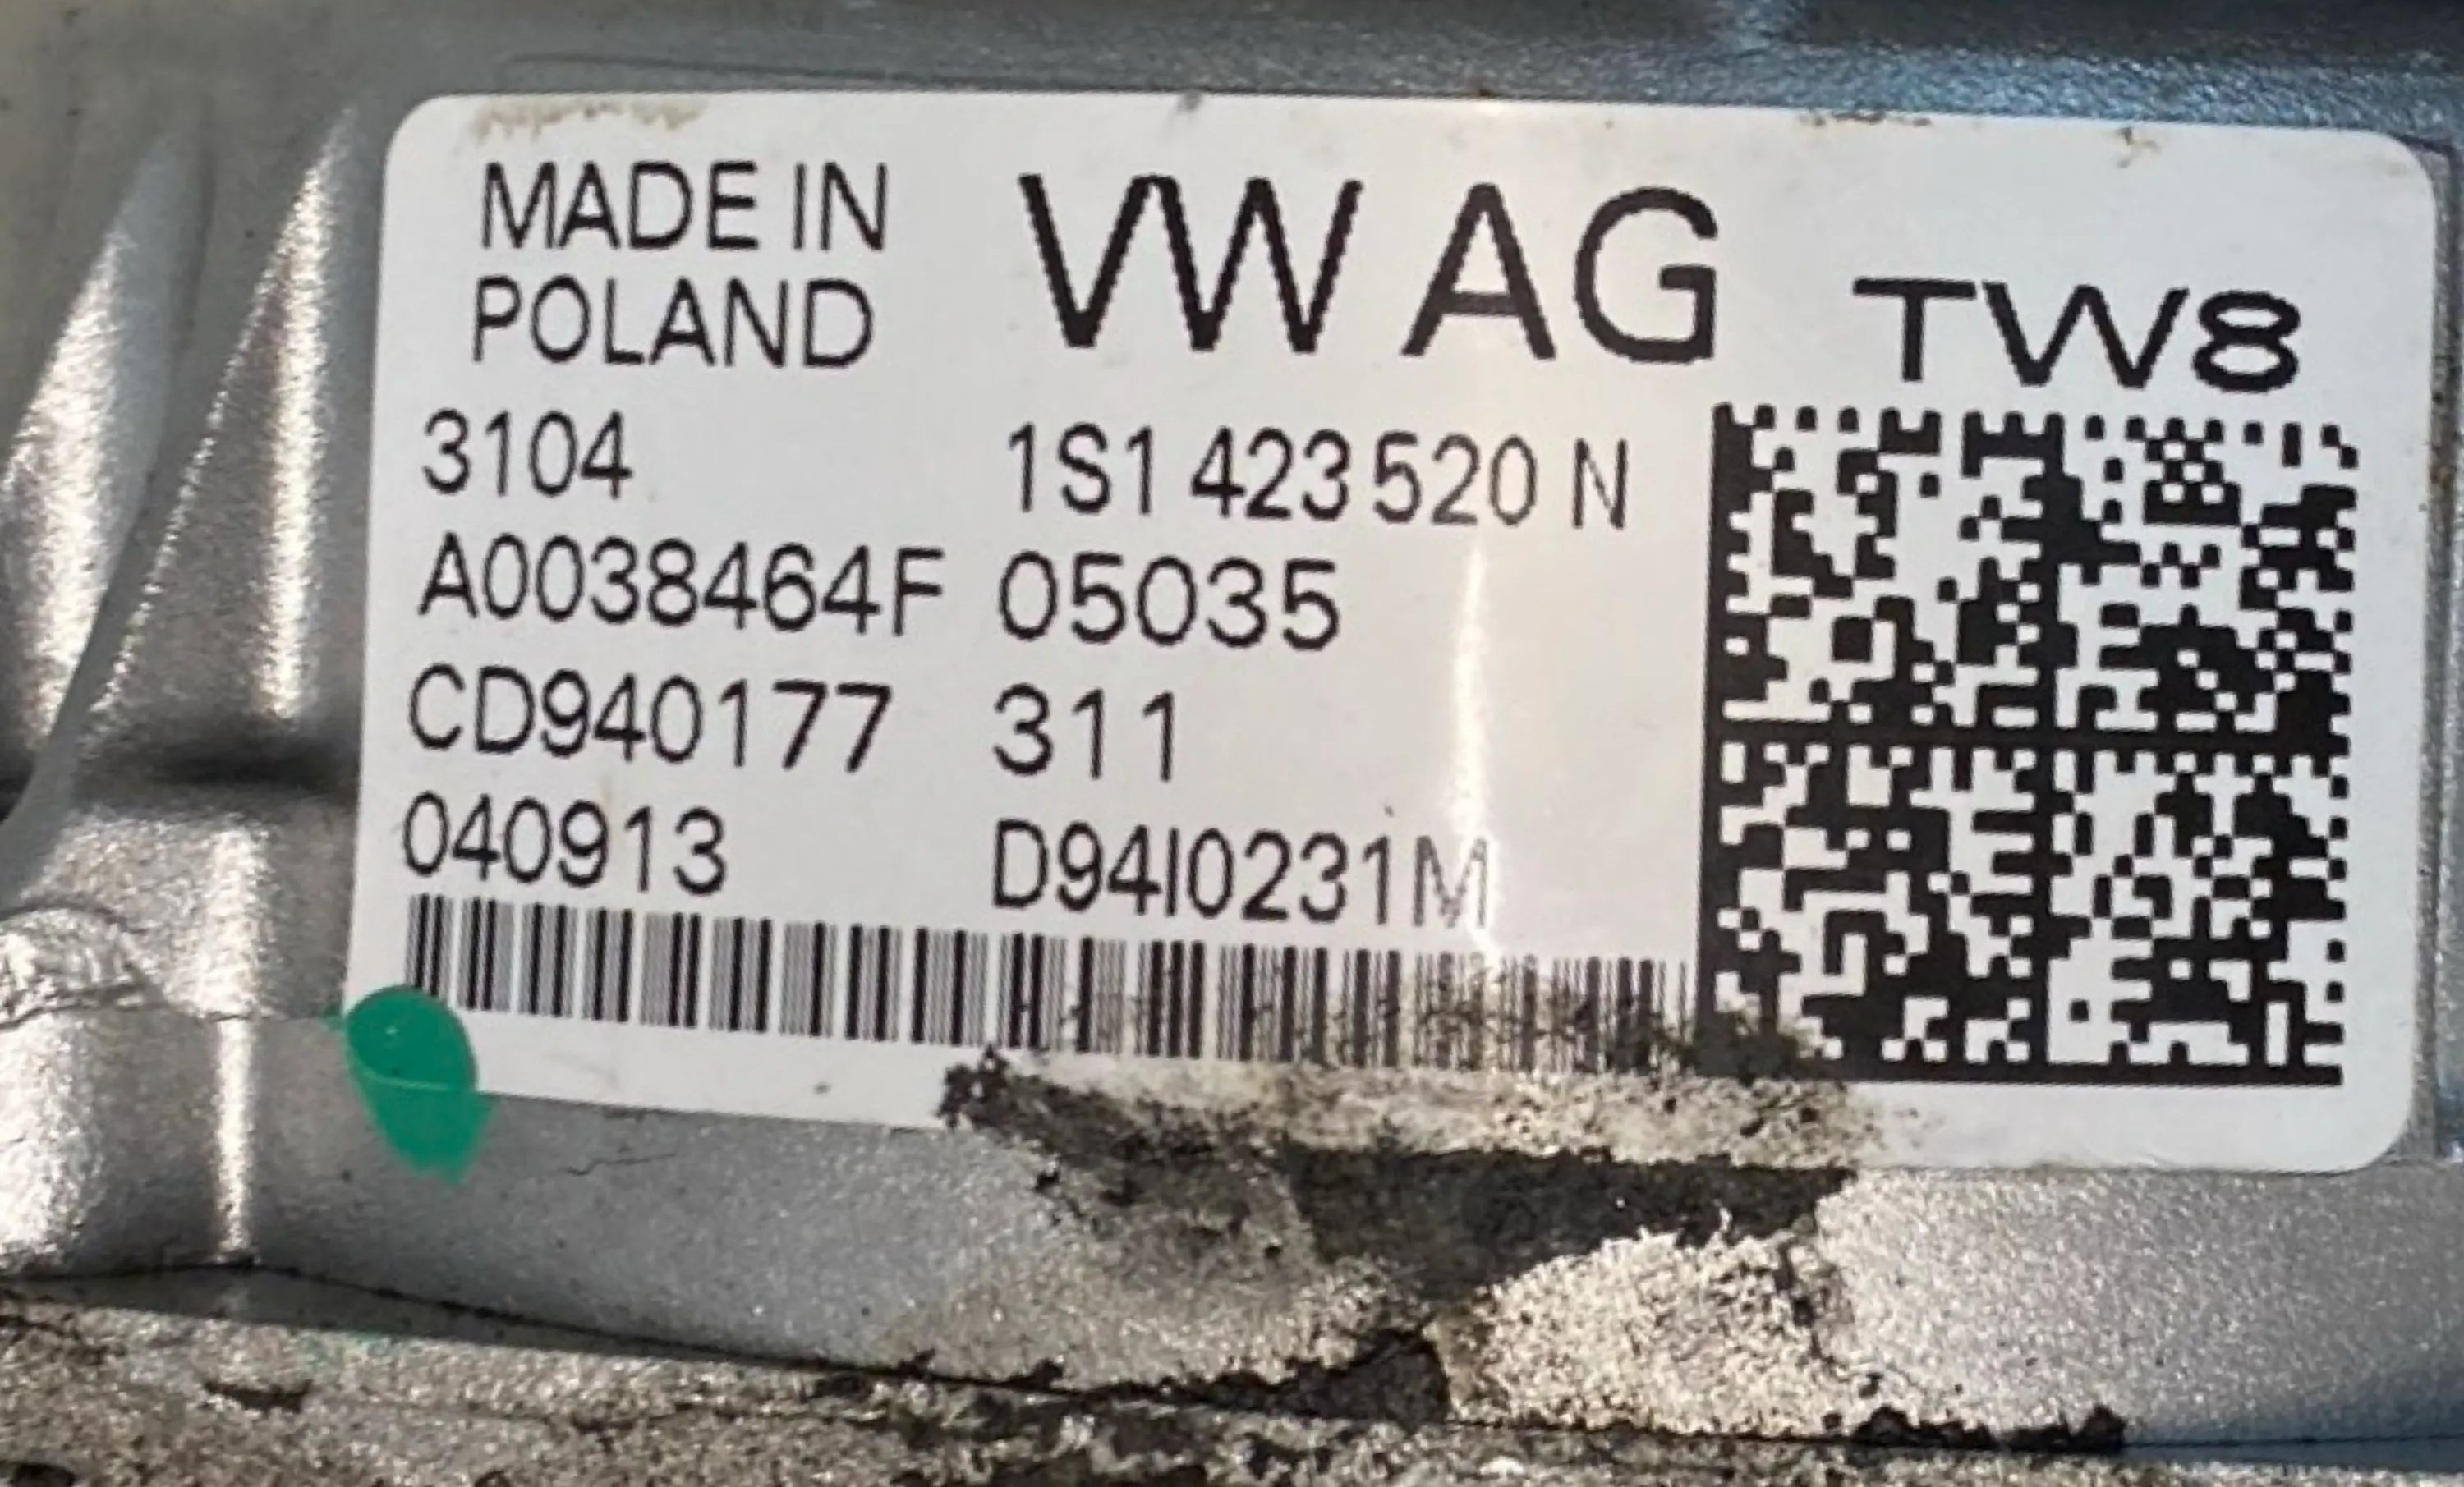 MADE IN
POLAND
VW AG
TW8
3104 1S1 423 520 N
A0038464F 05035
CD940177 311
040913 D94I0231M